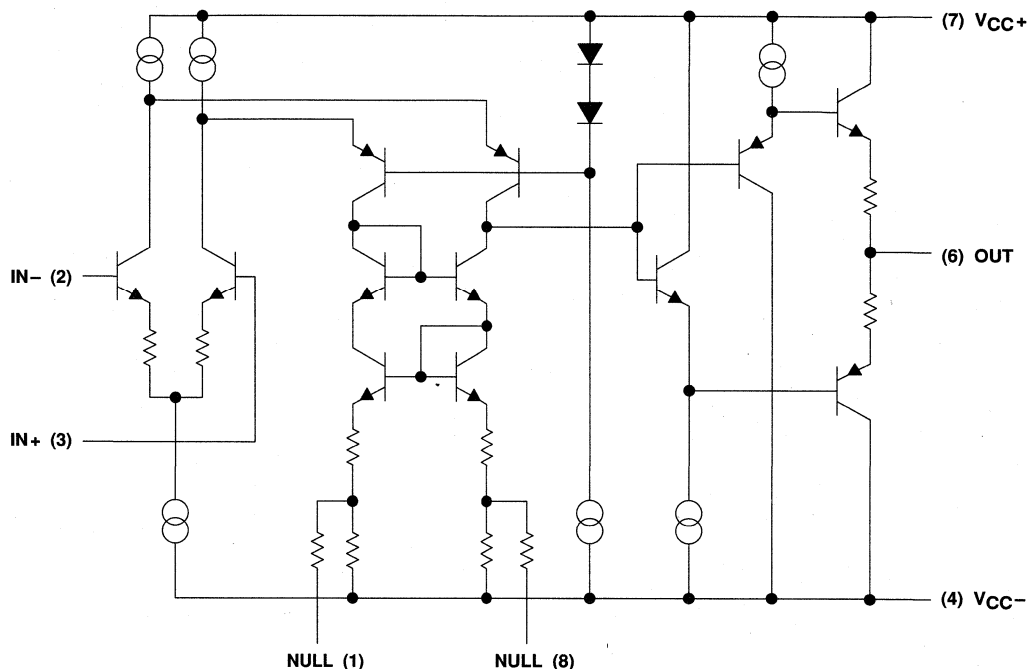 (7) VCC+
IN− (2)
(6) OUT
IN+ (3)
(4) VCC−
NULL (1)
NULL (8)